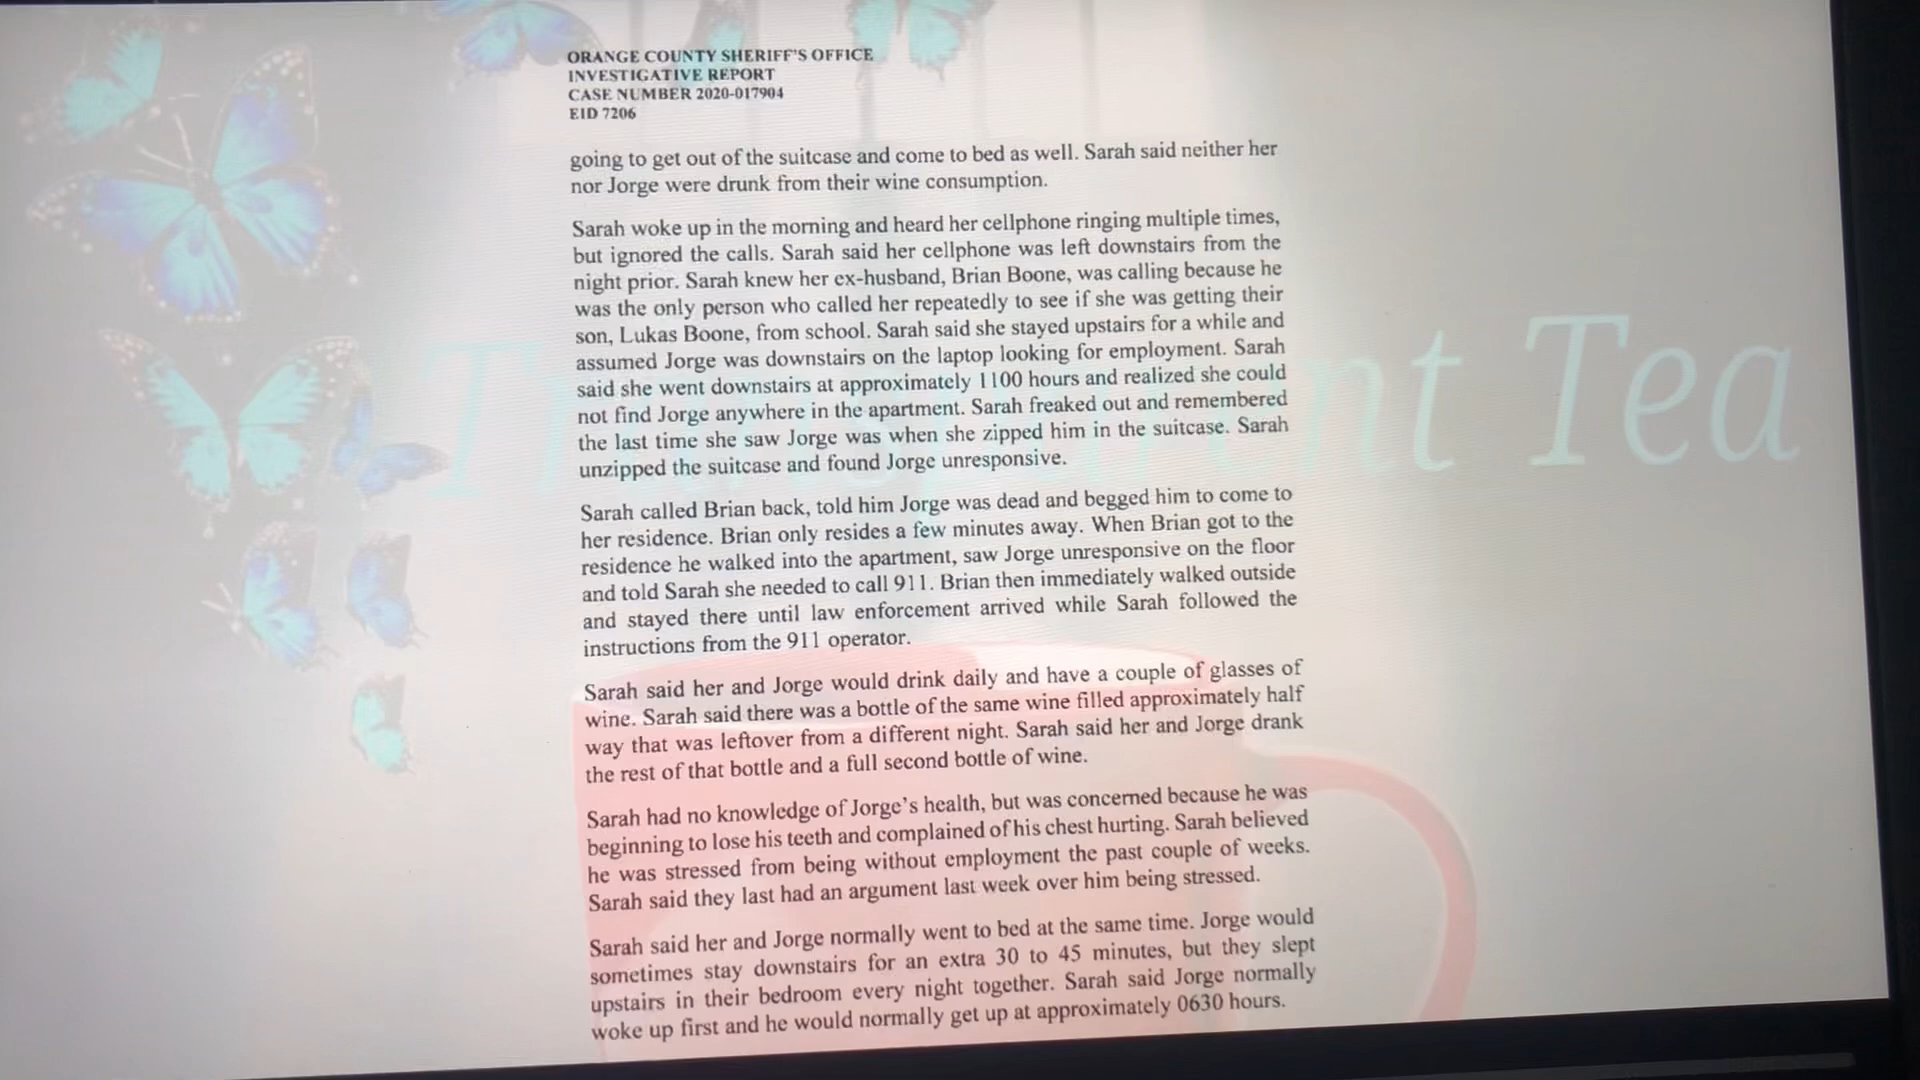 ORANGE COUNTY SHERIFF'S OFFICE
INVESTIGATIVE REPORT
CASE NUMBER 2020-017904
EID 7206
going to get out of the suitcase and come to bed as well. Sarah said neither her
nor Jorge were drunk from their wine consumption.
Sarah woke up in the morning and heard her cellphone ringing multiple times,
but ignored the calls. Sarah said her cellphone was left downstairs from the
night prior. Sarah knew her ex-husband, Brian Boone, was calling because he
was the only person who called her repeatedly to see if she was getting their
son, Lukas Boone, from school. Sarah said she stayed upstairs for a while and
assumed Jorge was downstairs on the laptop looking for employment. Sarah
said she went downstairs at approximately 1100 hours and realized she could
not find Jorge anywhere in the apartment. Sarah freaked out and remembered
the last time she saw Jorge was when she zipped him in the suitcase. Sarah
unzipped the suitcase and found Jorge unresponsive.
Sarah called Brian back, told him Jorge was dead and begged him to come to
her residence. Brian only resides a few minutes away. When Brian got to the
residence he walked into the apartment, saw Jorge unresponsive on the floor
and told Sarah she needed to call 911. Brian then immediately walked outside
and stayed there until law enforcement arrived while Sarah followed the
instructions from the 911 operator.
Sarah said her and Jorge would drink daily and have a couple of glasses of
wine. Sarah said there was a bottle of the same wine filled approximately half
way that was leftover from a different night. Sarah said her and Jorge drank
the rest of that bottle and a full second bottle of wine.
Sarah had no knowledge of Jorge's health, but was concerned because he was
beginning to lose his teeth and complained of his chest hurting. Sarah believed
he was stressed from being without employment the past couple of weeks.
Sarah said they last had an argument last week over him being stressed.
Sarah said her and Jorge normally went to bed at the same time. Jorge would
sometimes stay downstairs for an extra 30 to 45 minutes, but they slept
upstairs in their bedroom every night together. Sarah said Jorge normally
woke up first and he would normally get up at approximately 0630 hours.
Tea